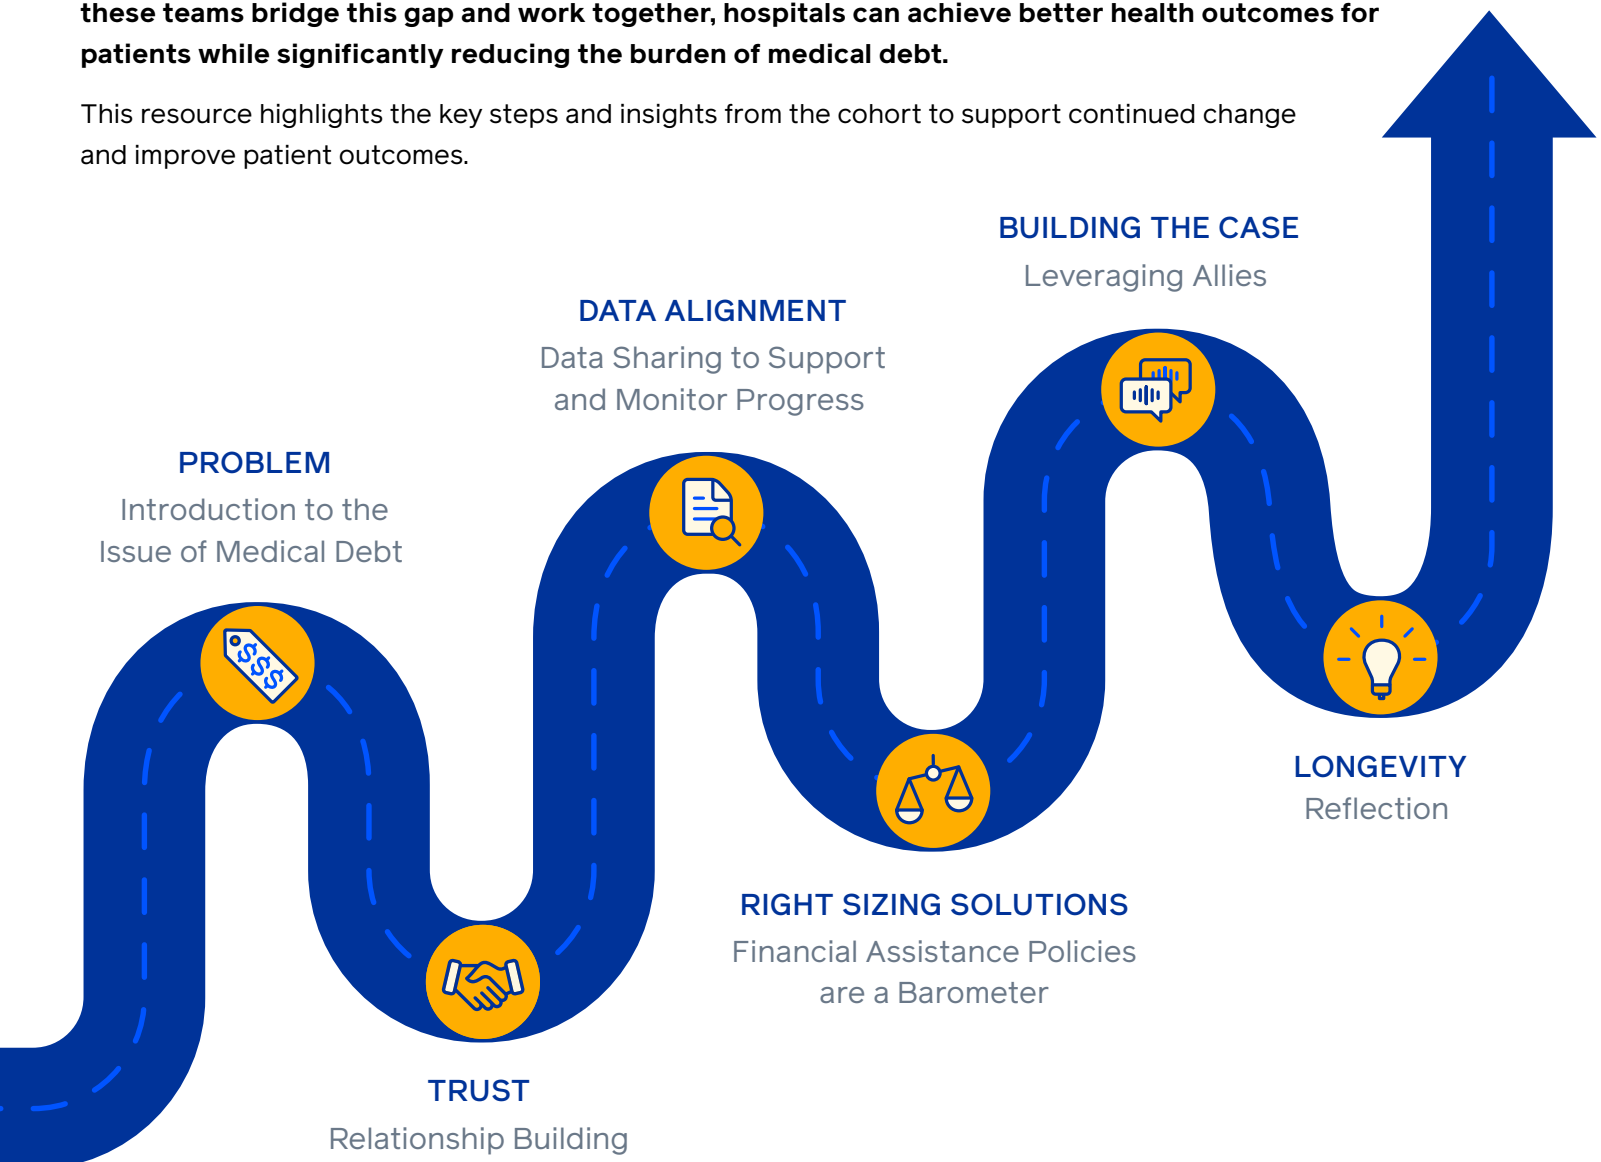 these teams bridge this gap and work together, hospitals can achieve better health outcomes for
patients while significantly reducing the burden of medical debt.
This resource highlights the key steps and insights from the cohort to support continued change
and improve patient outcomes.
BUILDING THE CASE
Leveraging Allies
DATA ALIGNMENT
Data Sharing to Support
and Monitor Progress
PROBLEM
Introduction to the
Issue of Medical Debt
$$$
LONGEVITY
Reflection
RIGHT SIZING SOLUTIONS
Financial Assistance Policies
are a Barometer
TRUST
Relationship Building